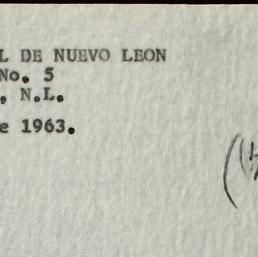 L DE NUEVO LEON
No. 5
, N.L.
e 1963.